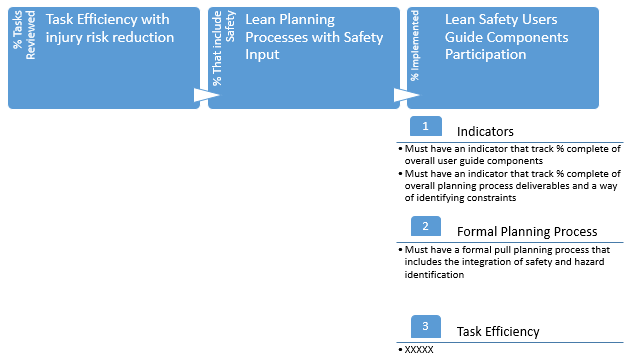 % Tasks
Reviewed
Task Efficiency with
injury risk reduction
% That include
Safety
Lean Planning
Processes with Safety
Input
% Implemented
Lean Safety Users
Guide Components
Participation
1
Indicators
• Must have an indicator that track % complete of
overall user guide components
• Must have an indicator that track % complete of
overall planning process deliverables and a way
of identifying constraints
2
Formal Planning Process
• Must have a formal pull planning process that
includes the integration of safety and hazard
identification
3
Task Efficiency
• XXXXX